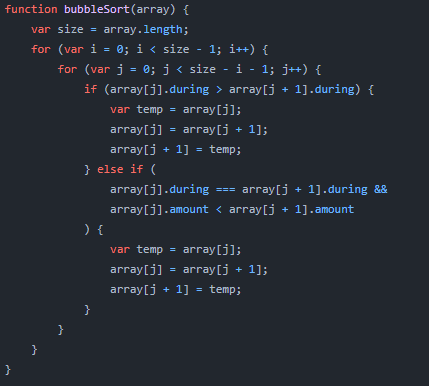 function bubbleSort(array) {
    var size = array.length;
    for (var i = 0; i < size - 1; i++) {
        for (var j = 0; j < size - i - 1; j++) {
            if (array[j].during > array[j + 1].during) {
                var temp = array[j];
                array[j] = array[j + 1];
                array[j + 1] = temp;
            } else if (
                array[j].during === array[j + 1].during &&
                array[j].amount < array[j + 1].amount
            ) {
                var temp = array[j];
                array[j] = array[j + 1];
                array[j + 1] = temp;
            }
        }
    }
}